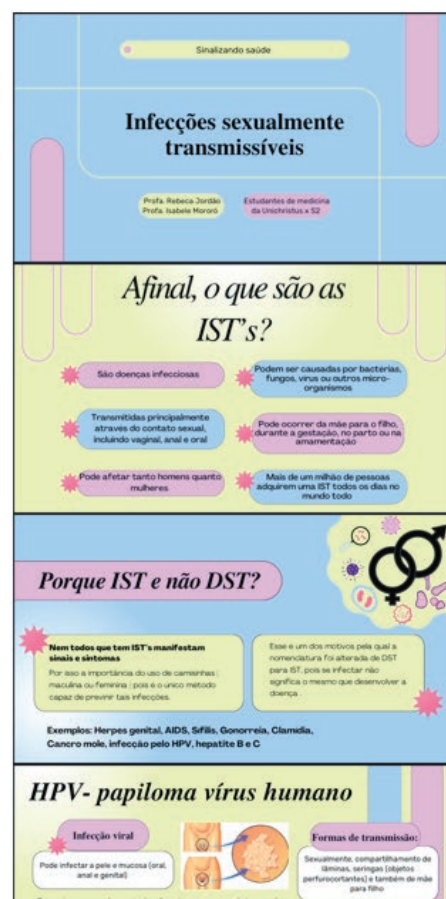 Sinalizando saúde
Infecções sexualmente
transmissíveis
Profa. Rebeca Jordão
Profa. Isabele Mororó
Estudantes de medicina
da Unichristus x S2
Afinal, o que são as
IST's?
São doenças infecciosas
Podem ser causadas por bacterias,
fungos, vírus ou outros micro-
organismos
Transmitidas principalmente
através do contato sexual,
incluindo vaginal, anal e oral
Pode ocorrer da mãe para o filho,
durante a gestação, no parto ou na
amamentação
Pode afetar tanto homens quanto
mulheres
Mais de um milhão de pessoas
adquirem uma IST todos os dias no
mundo todo
Porque IST e não DST?
Nem todos que tem IST's manifestam
sinais e sintomas
Por isso a importância do uso de camisinhas (
maculina ou feminina ) pois e o unico método
capaz de previnir tais infecções.
Esse e um dos motivos pela qual a
nomenclatura foi alterada de DST
para IST, pois se infectar não
significa o mesmo que desenvolver a
doença .
Exemplos: Herpes genital, AIDS, Sífilis, Gonorreia, Clamídia,
Cancro mole, infecção pelo HPV, hepatite B e C
HPV- papiloma vírus humano
Infecção viral
Pode infectar a pele e mucosa (oral,
anal e genital)
Formas de transmissão:
Sexualmente, compartilhamento de
lâminas, seringas (objetos
perfurocortantes) e também de mãe
para filho